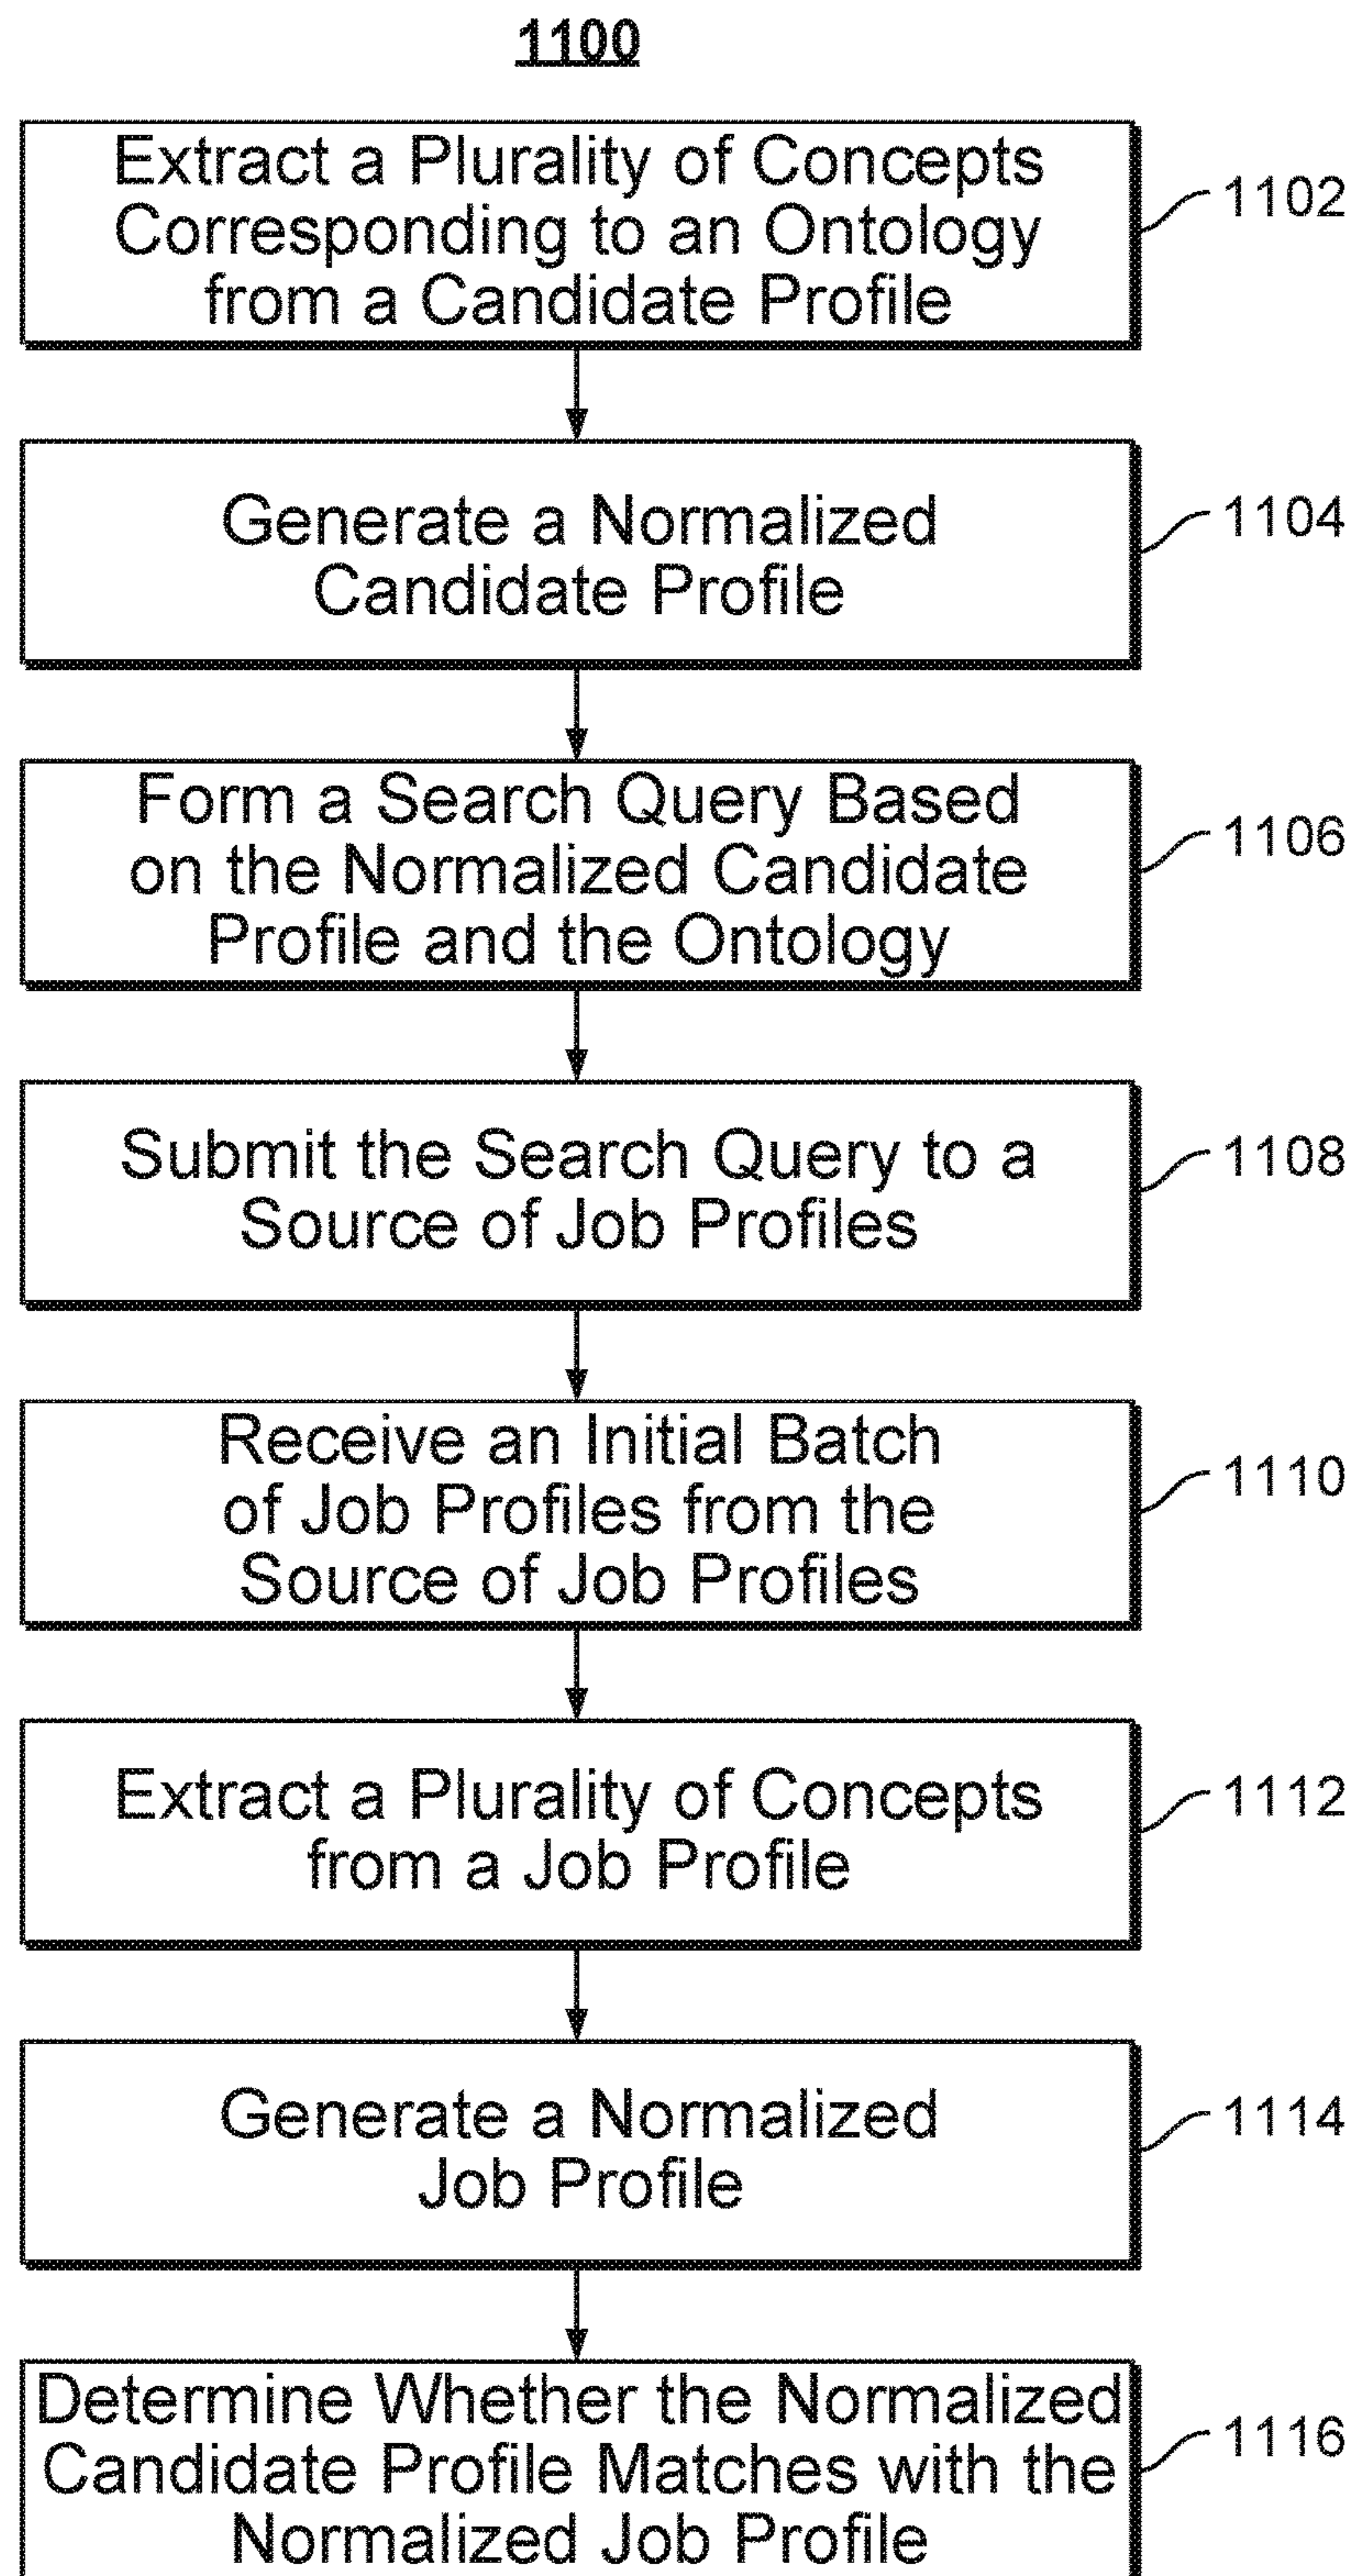 1100
Extract a Plurality of Concepts
Corresponding to an Ontology
from a Candidate Profile
1102
Generate a Normalized
Candidate Profile
1104
Form a Search Query Based
on the Normalized Candidate
Profile and the Ontology
1106
Submit the Search Query to a
Source of Job Profiles
1108
Receive an Initial Batch
of Job Profiles from the
Source of Job Profiles
1110
Extract a Plurality of Concepts
from a Job Profile
1112
Generate a Normalized
Job Profile
1114
Determine Whether the Normalized
Candidate Profile Matches with the
Normalized Job Profile
1116